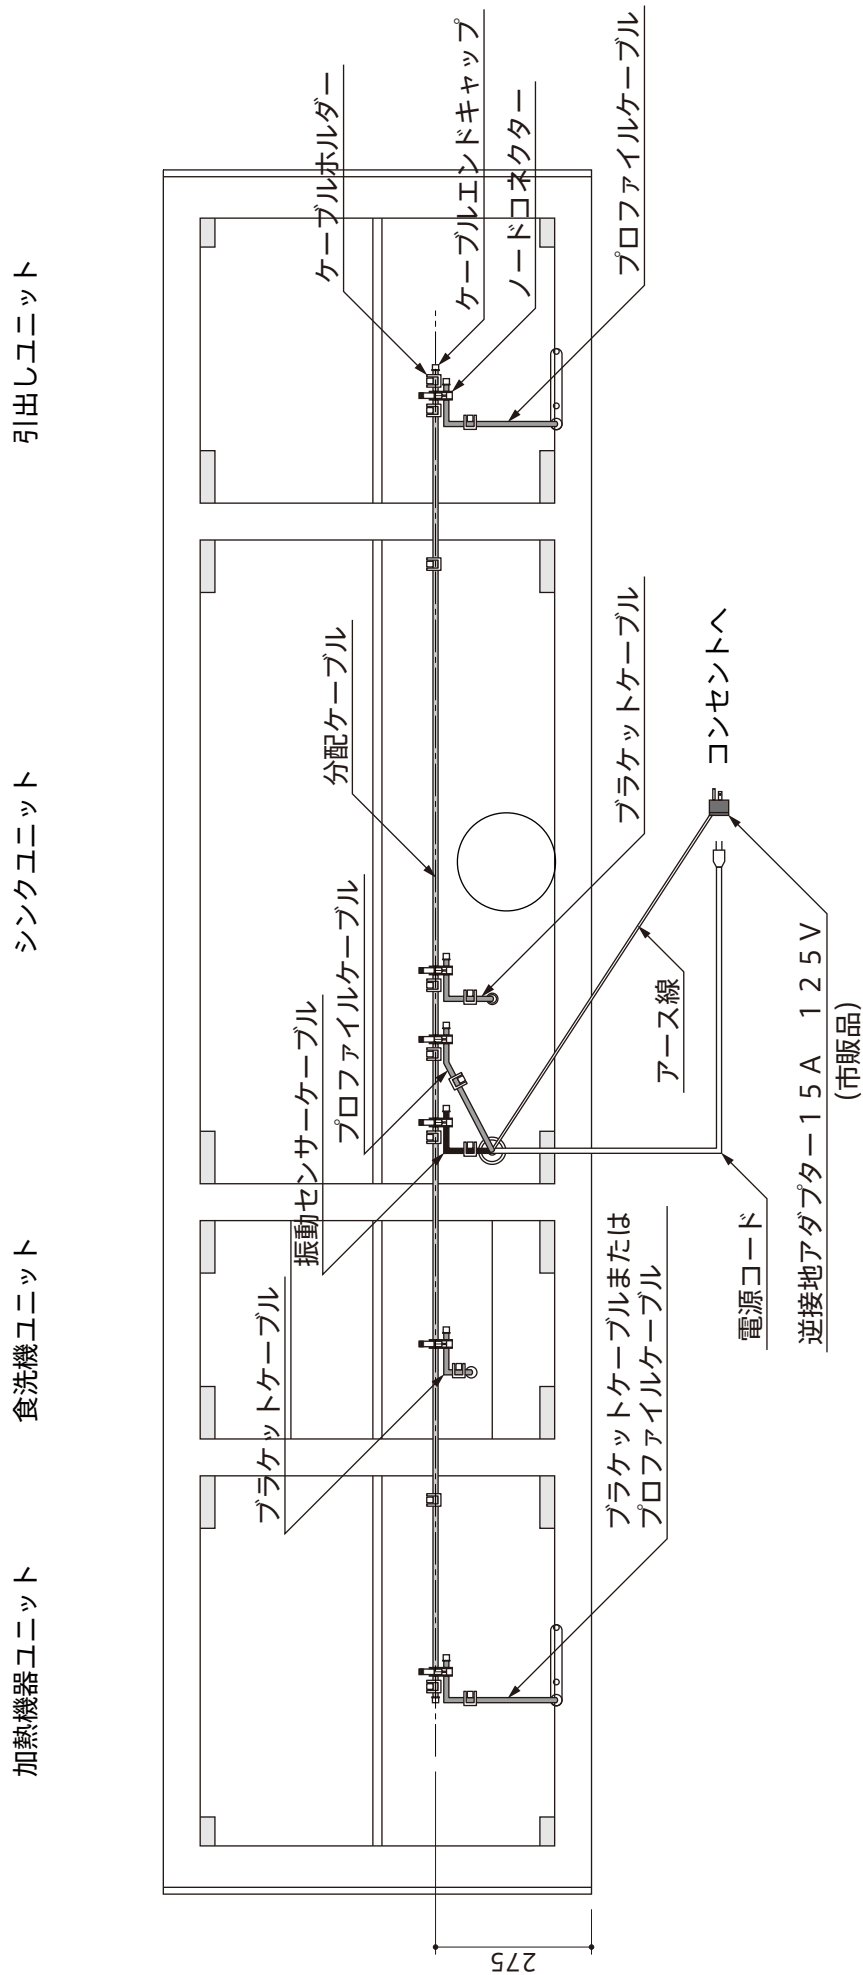 加熱機器ユニット
食洗機ユニット
シンクユニット
引出しユニット
ケーブルホルダー
ケーブルエンドキャップ
ノードコネクター
プロファイルケーブル
分配ケーブル
プロファイルケーブル
振動センサーケーブル
ブラケットケーブル
ブラケットケーブル
コンセントへ
アース線
電源コード
逆接地アダプター１５Ａ １２５Ｖ
(市販品)
ブラケットケーブルまたは
プロファイルケーブル
275